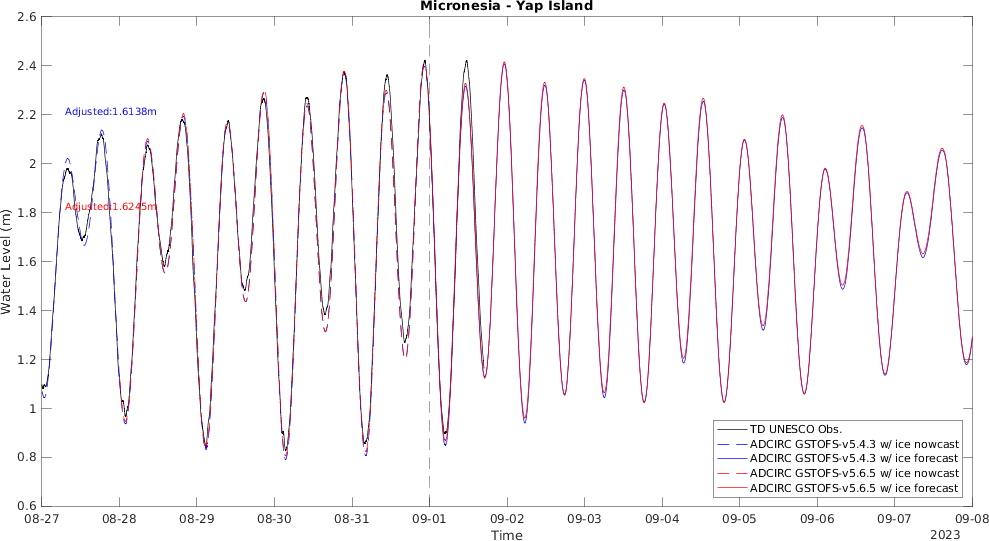 Micronesia - Yap Island
2.6
2.4
2.2
2
1.8
1.6
1.4
1.2
1
0.8
0.6
Water Level (m)
Adjusted:1.6138m
Adjusted:1.6245m
TD UNESCO Obs.
ADCIRC GSTOFS-v5.4.3 w/ ice nowcast
ADCIRC GSTOFS-v5.4.3 w/ ice forecast
ADCIRC GSTOFS-v5.6.5 w/ ice nowcast
ADCIRC GSTOFS-v5.6.5 w/ ice forecast
08-27 08-28 08-29 08-30 08-31 09-01 09-02 09-03 09-04 09-05 09-06 09-07 09-08
Time
2023